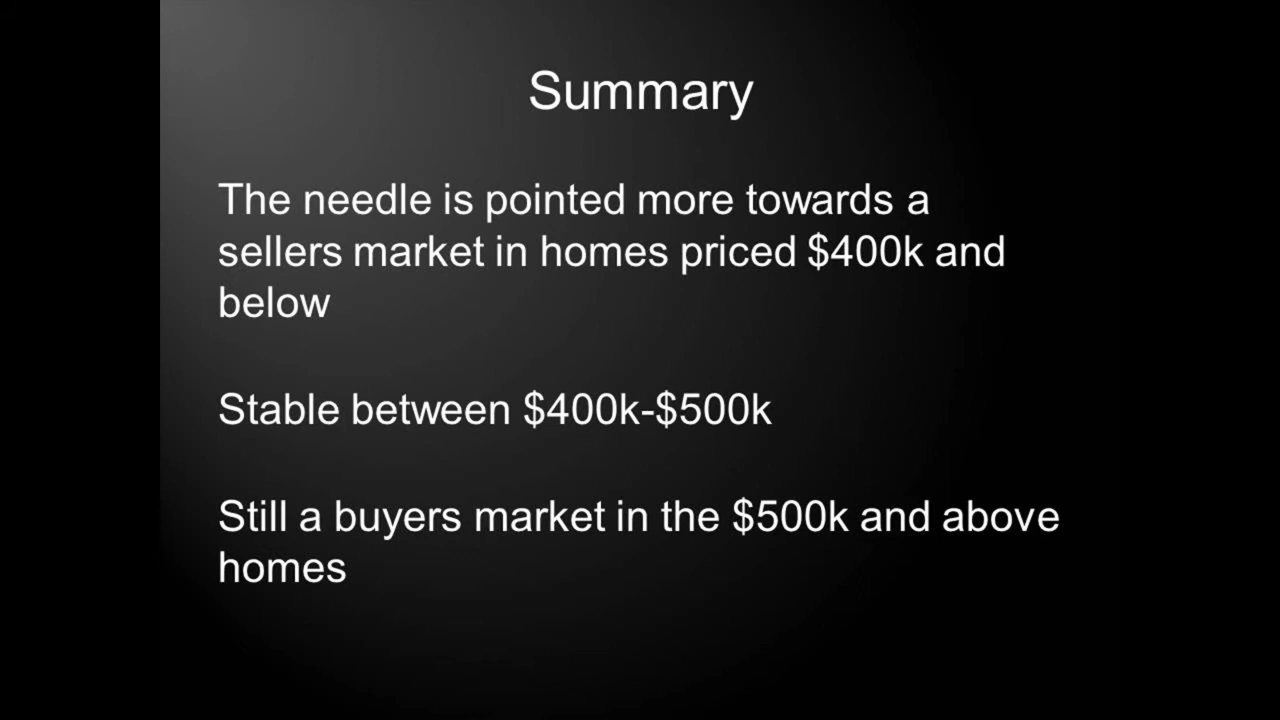 Summary
The needle is pointed more towards a
sellers market in homes priced $400k and
below
Stable between $400k-$500k
Still a buyers market in the $500k and above
homes